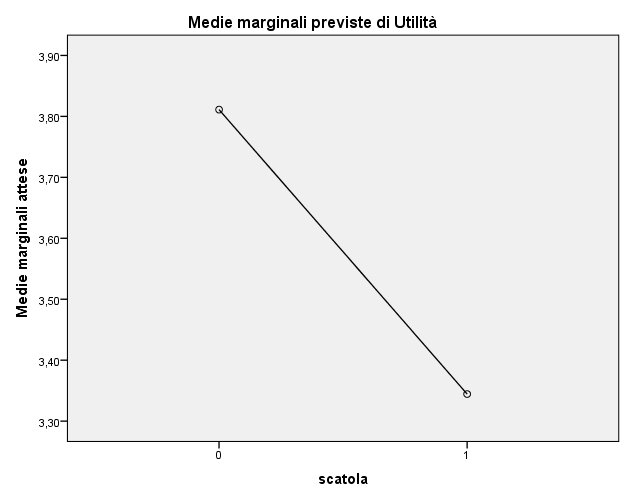 Medie marginali previste di Utilità
Medie marginali attese
3,90
3,80
3,70
3,60
3,50
3,40
3,30
0 1
scatola